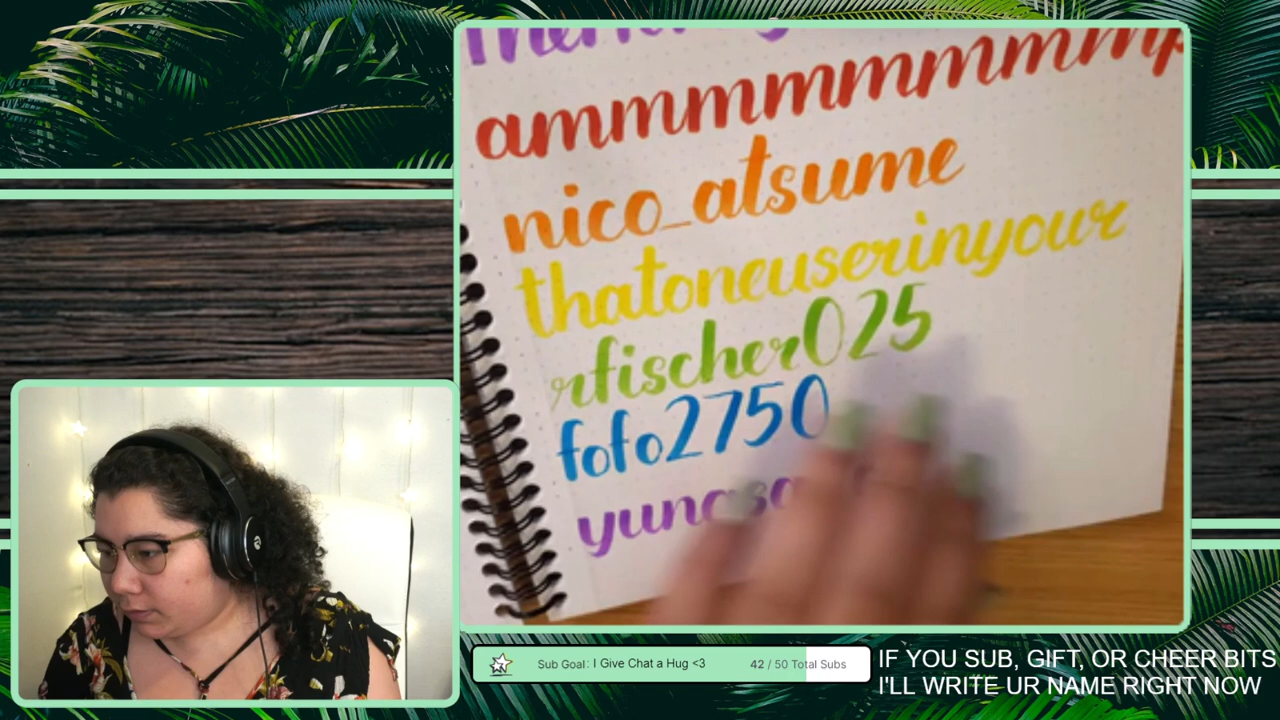 ammmmmmmmp
nico_atsume
thatoneuserinyour
rfischer025
fofo2750
Sub Goal: I Give Chat a Hug <3 42 / 50 Total Subs
IF YOU SUB, GIFT, OR CHEER BITS
I'LL WRITE UR NAME RIGHT NOW